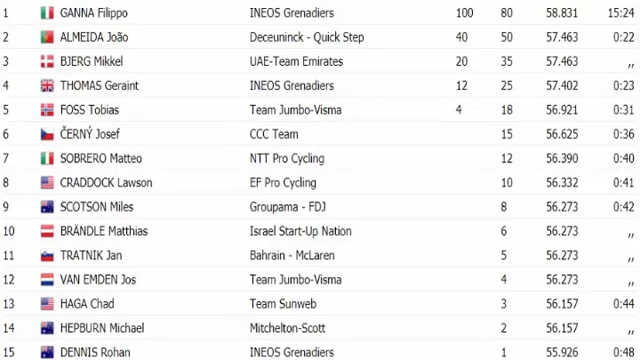 1 GANNA Filippo INEOS Grenadiers 100 80 58.831 15:24
2 ALMEIDA João Deceuninck - Quick Step 40 50 57.463 0:22
3 BJERG Mikkel UAE-Team Emirates 20 35 57.463 ,,
4 THOMAS Geraint INEOS Grenadiers 12 25 57.402 0:23
5 FOSS Tobias Team Jumbo-Visma 4 18 56.921 0:31
6 ČERNÝ Josef CCC Team 15 56.625 0:36
7 SOBRERO Matteo NTT Pro Cycling 12 56.390 0:40
8 CRADDOCK Lawson EF Pro Cycling 10 56.332 0:41
9 SCOTSON Miles Groupama - FDJ 8 56.273 0:42
10 BRÄNDLE Matthias Israel Start-Up Nation 6 56.273 ,,
11 TRATNIK Jan Bahrain - McLaren 5 56.273 ,,
12 VAN EMDEN Jos Team Jumbo-Visma 4 56.273 ,,
13 HAGA Chad Team Sunweb 3 56.157 0:44
14 HEPBURN Michael Mitchelton-Scott 2 56.157 ,,
15 DENNIS Rohan INEOS Grenadiers 1 55.926 0:48